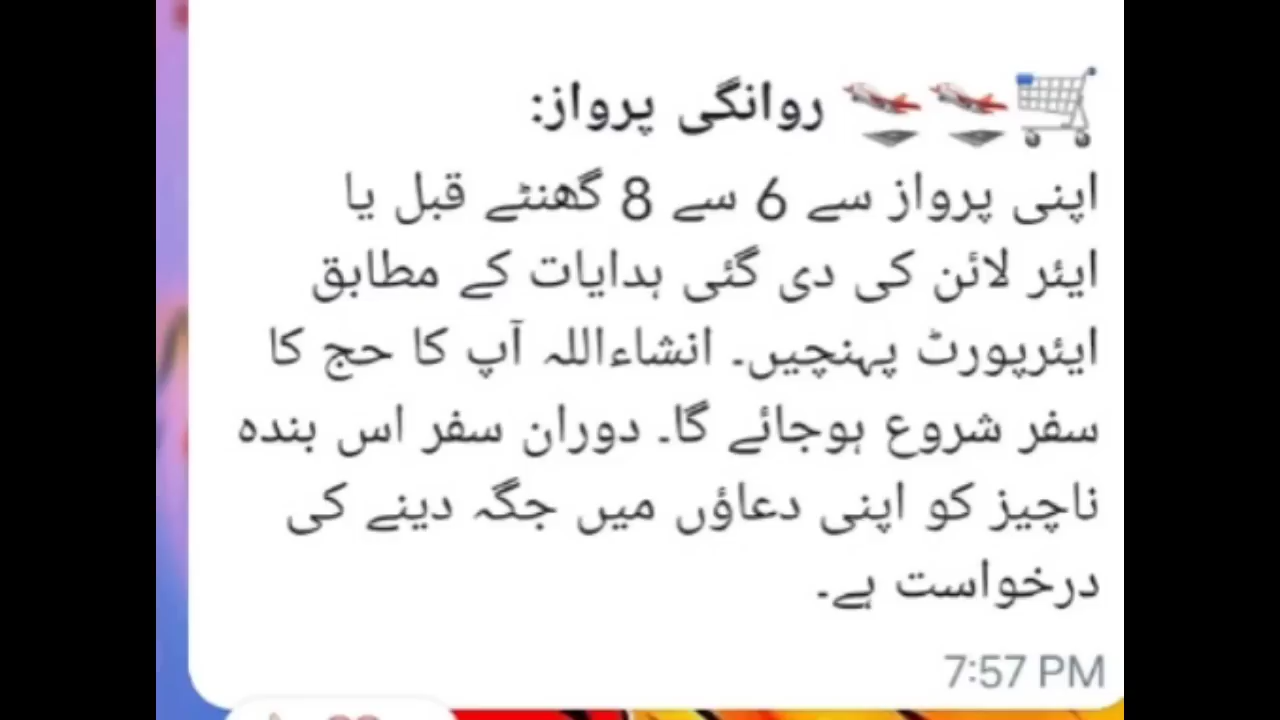 🛒🛫🛫 روانگی پرواز:
اپنی پرواز سے 6 سے 8 گھنٹے قبل یا
ایئر لائن کی دی گئی ہدایات کے مطابق
ایئرپورٹ پہنچیں۔ انشاءاللہ آپ کا حج کا
سفر شروع ہوجائے گا۔ دوران سفر اس بندہ
ناچیز کو اپنی دعاؤں میں جگہ دینے کی
درخواست ہے۔
7:57 PM